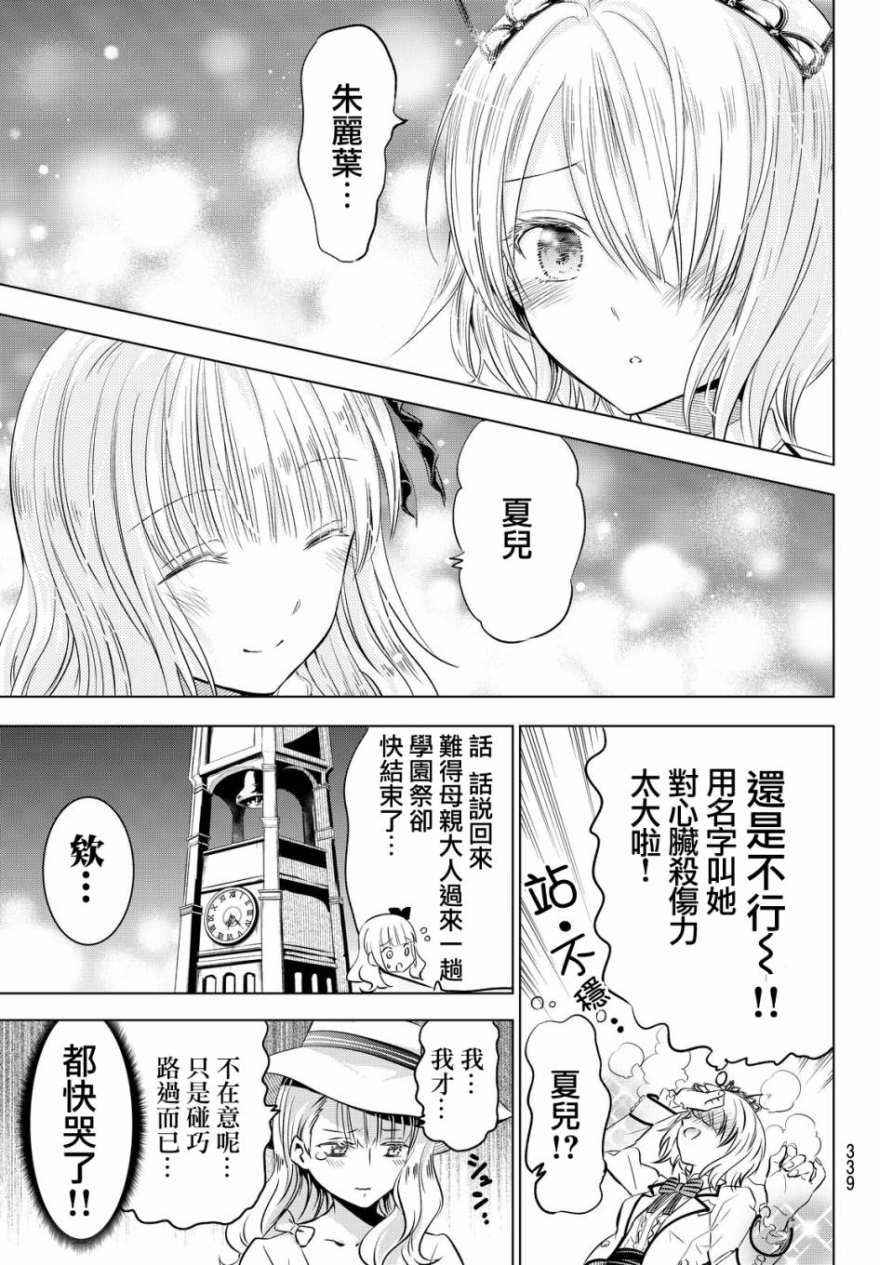 朱麗葉…
夏兒
還是不行～!!
用名字叫她
對心臟殺傷力
太大啦！
站・不穩…
夏兒!?
話 話說回來
難得母親大人過來一趟
學園祭卻
快結束了…
欸…
我…
我才…
不在意呢…
只是碰巧
路過而已…
シュン…
都快哭了!!
339